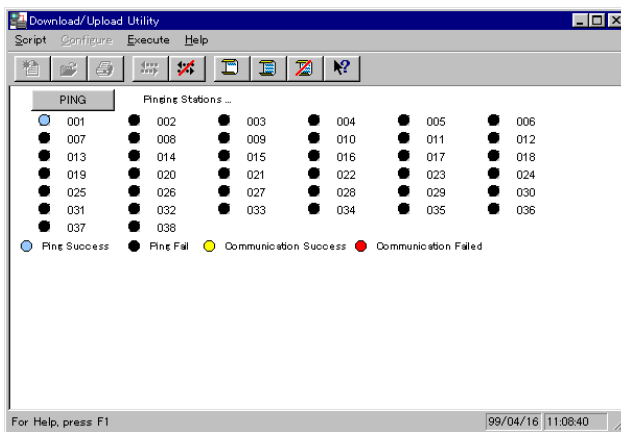 Download/Upload Utility
Script Configure Execute Help
PING Pinging Stations ...
001 002 003 004 005 006
007 008 009 010 011 012
013 014 015 016 017 018
019 020 021 022 023 024
025 026 027 028 029 030
031 032 033 034 035 036
037 038
Ping Success Ping Fail Communication Success Communication Failed
For Help, press F1 99/04/16 11:08:40